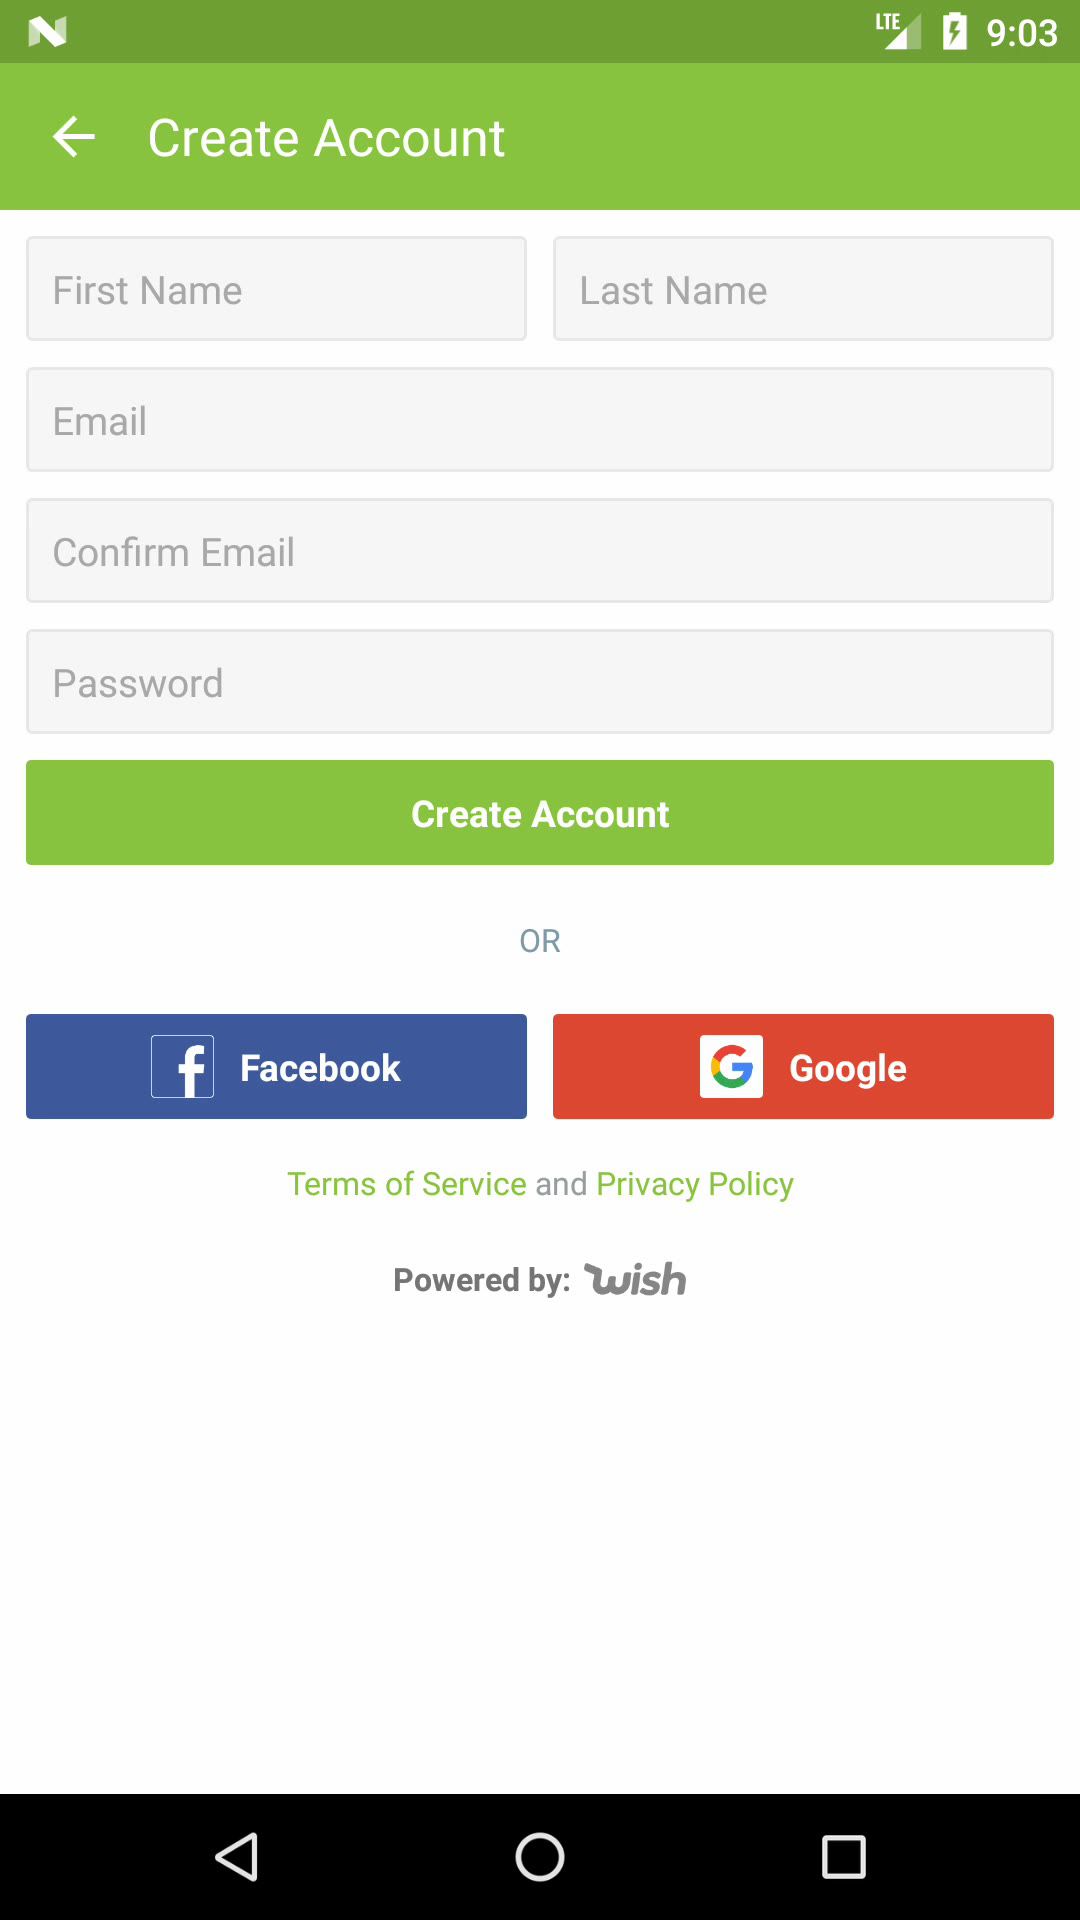 LTE 9:03
Create Account
First Name Last Name
Email
Confirm Email
Password
Create Account
OR
Facebook Google
Terms of Service and Privacy Policy
Powered by: wish